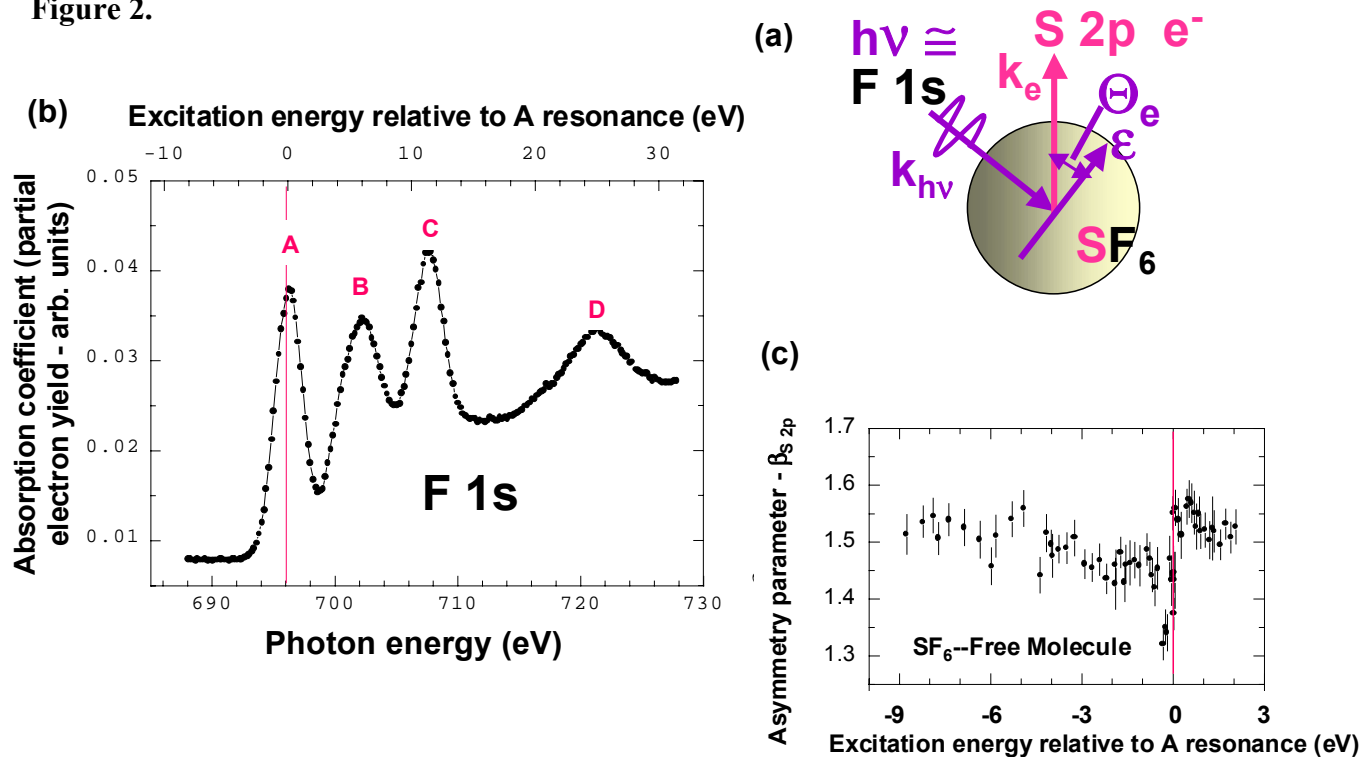 Figure 2.
(a)
hν ≅
F 1s
S 2p e⁻
kₑ
Θₑ
ε
k_hν
SF₆
(b)
Excitation energy relative to A resonance (eV)
-10 0 10 20 30
Absorption coefficient (partial
electron yield - arb. units)
0.05
0.04
0.03
0.02
0.01
A
B
C
D
F 1s
690 700 710 720 730
Photon energy (eV)
(c)
Asymmetry parameter - β_S 2p
1.7
1.6
1.5
1.4
1.3
SF₆--Free Molecule
-9 -6 -3 0 3
Excitation energy relative to A resonance (eV)